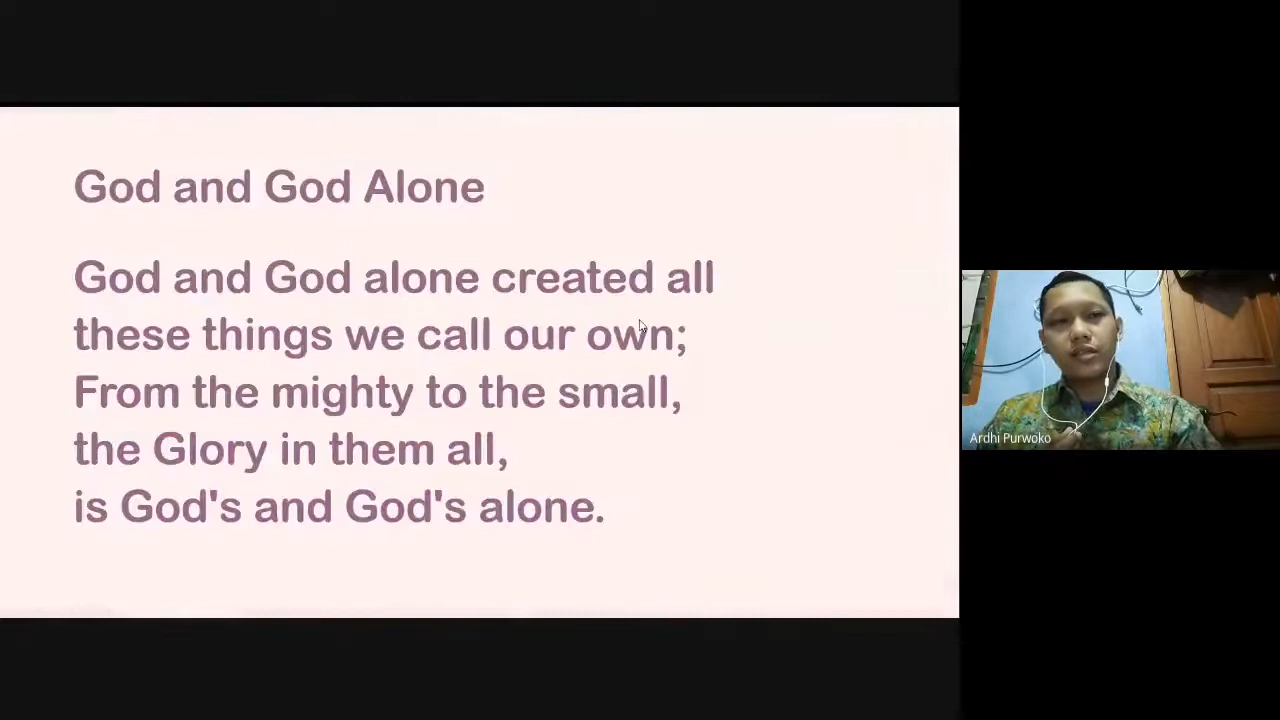 God and God Alone
God and God alone created all
these things we call our own;
From the mighty to the small,
the Glory in them all,
is God's and God's alone.
Ardhi Purwoko